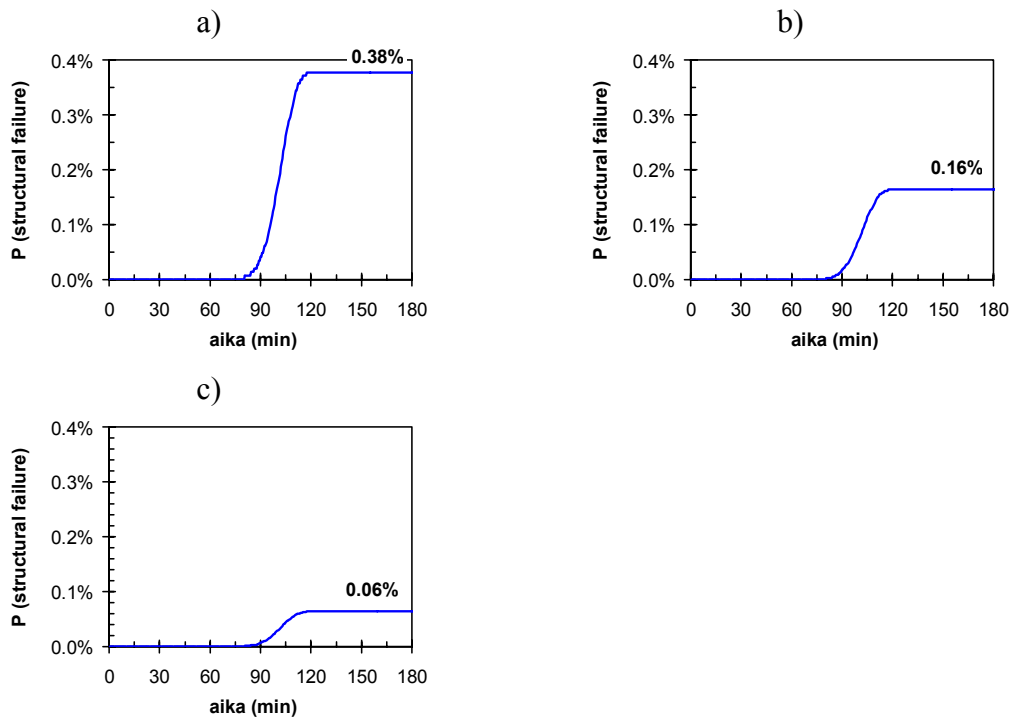 a)
0.38%
0.4%
0.3%
0.2%
0.1%
0.0%
P (structural failure)
0 30 60 90 120 150 180
aika (min)
b)
0.4%
0.3%
0.2%
0.1%
0.0%
0.16%
P (structural failure)
0 30 60 90 120 150 180
aika (min)
c)
0.4%
0.3%
0.2%
0.1%
0.0%
0.06%
P (structural failure)
0 30 60 90 120 150 180
aika (min)